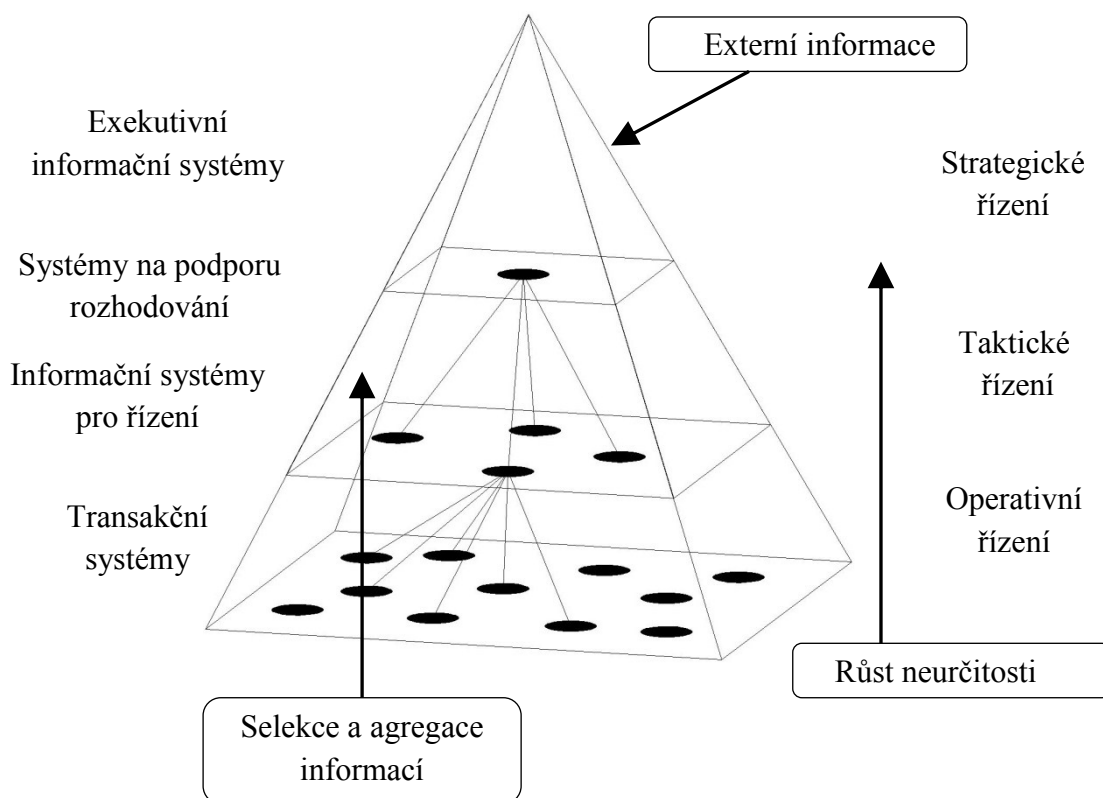 Externí informace
Exekutivní
informační systémy
Strategické
řízení
Systémy na podporu
rozhodování
Taktické
řízení
Informační systémy
pro řízení
Operativní
řízení
Transakční
systémy
Růst neurčitosti
Selekce a agregace
informací